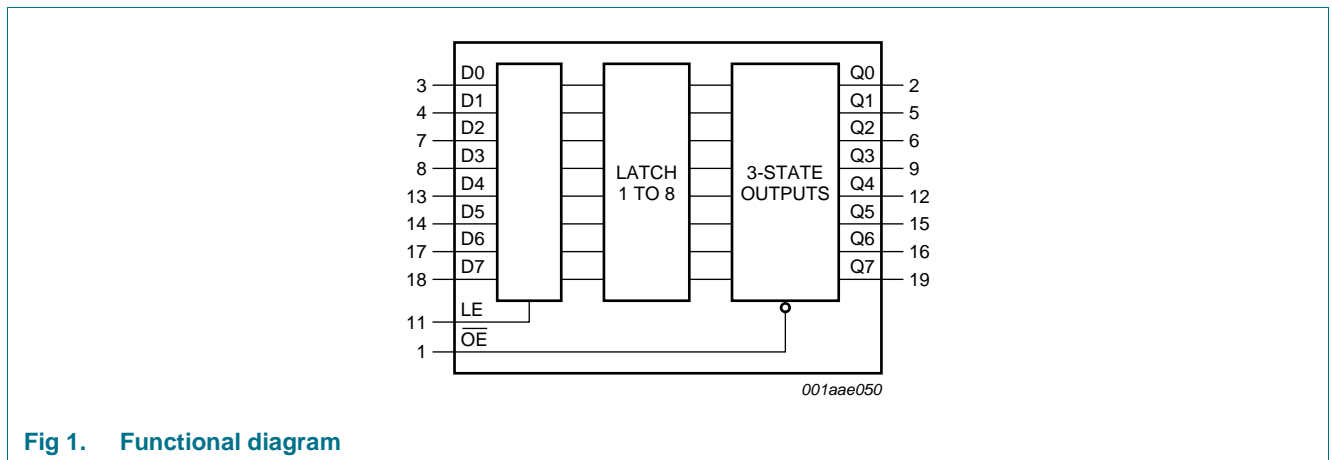 D0
3
Q0
2
D1
4
Q1
5
D2
7
Q2
6
D3
8
Q3
9
LATCH
1 TO 8
3-STATE
OUTPUTS
D4
13
Q4
12
D5
14
Q5
15
D6
17
Q6
16
D7
18
Q7
19
LE
11
O̅E̅
1
001aae050
Fig 1. Functional diagram